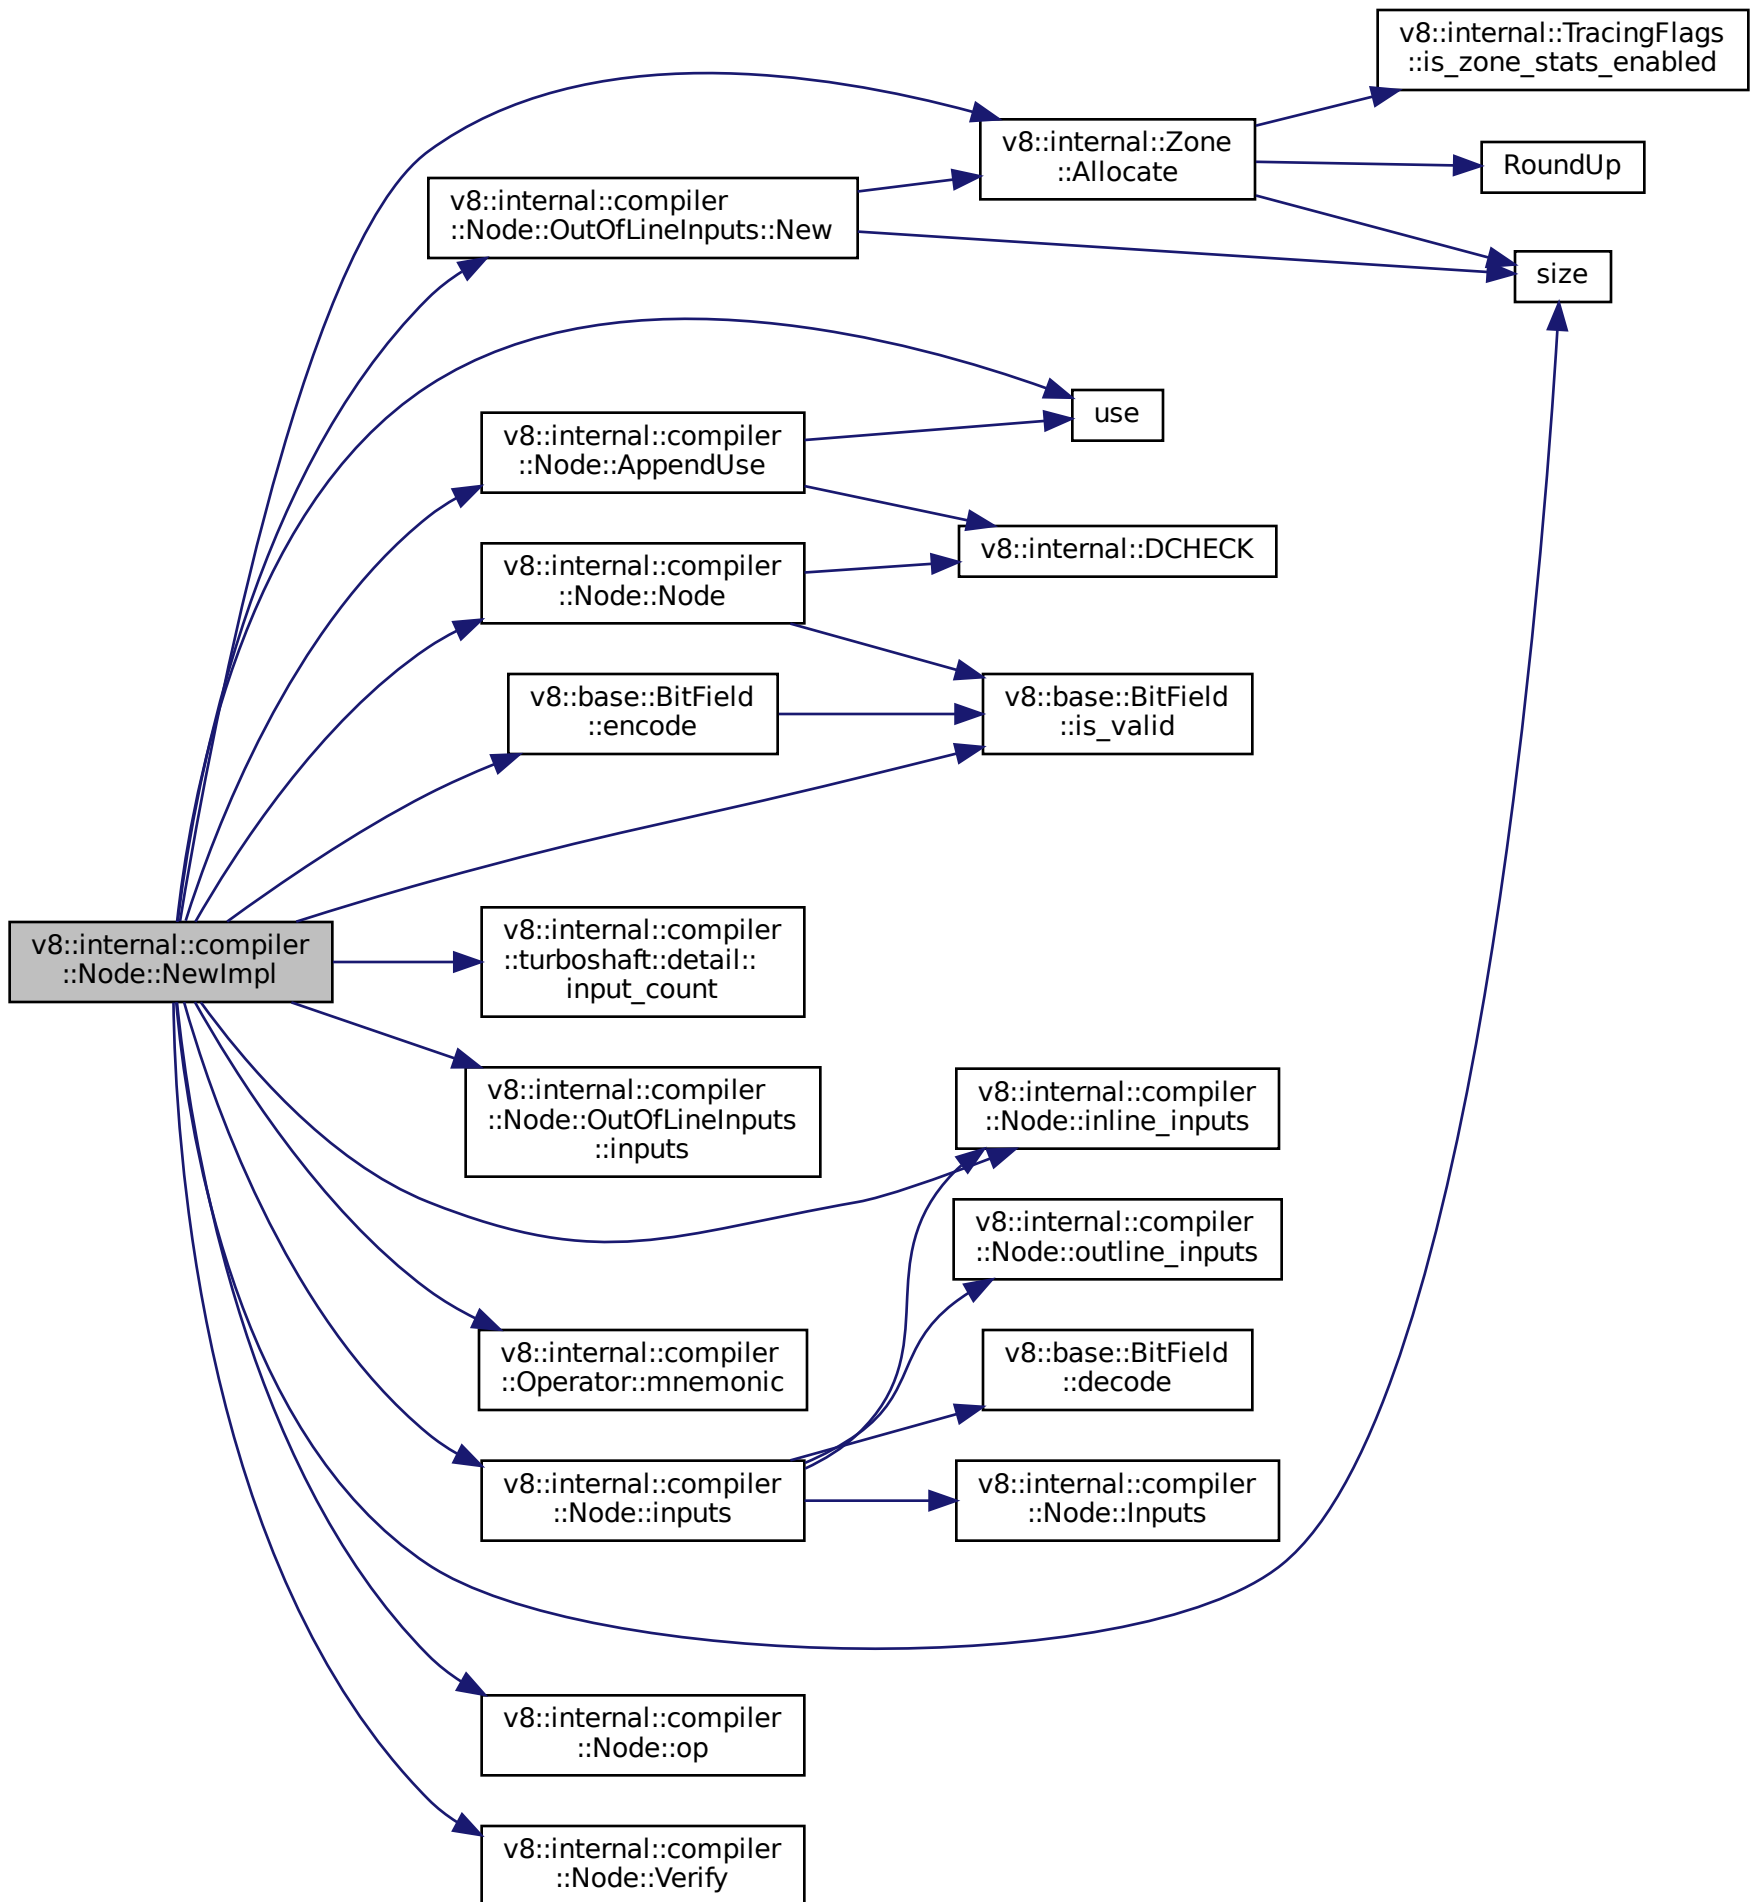 v8::internal::TracingFlags
::is_zone_stats_enabled
v8::internal::Zone
::Allocate
RoundUp
v8::internal::compiler
::Node::OutOfLineInputs::New
size
use
v8::internal::compiler
::Node::AppendUse
v8::internal::DCHECK
v8::internal::compiler
::Node::Node
v8::base::BitField
::encode
v8::base::BitField
::is_valid
v8::internal::compiler
::Node::NewImpl
v8::internal::compiler
::turboshaft::detail::
input_count
v8::internal::compiler
::Node::OutOfLineInputs
::inputs
v8::internal::compiler
::Node::inline_inputs
v8::internal::compiler
::Node::outline_inputs
v8::internal::compiler
::Operator::mnemonic
v8::base::BitField
::decode
v8::internal::compiler
::Node::inputs
v8::internal::compiler
::Node::Inputs
v8::internal::compiler
::Node::op
v8::internal::compiler
::Node::Verify